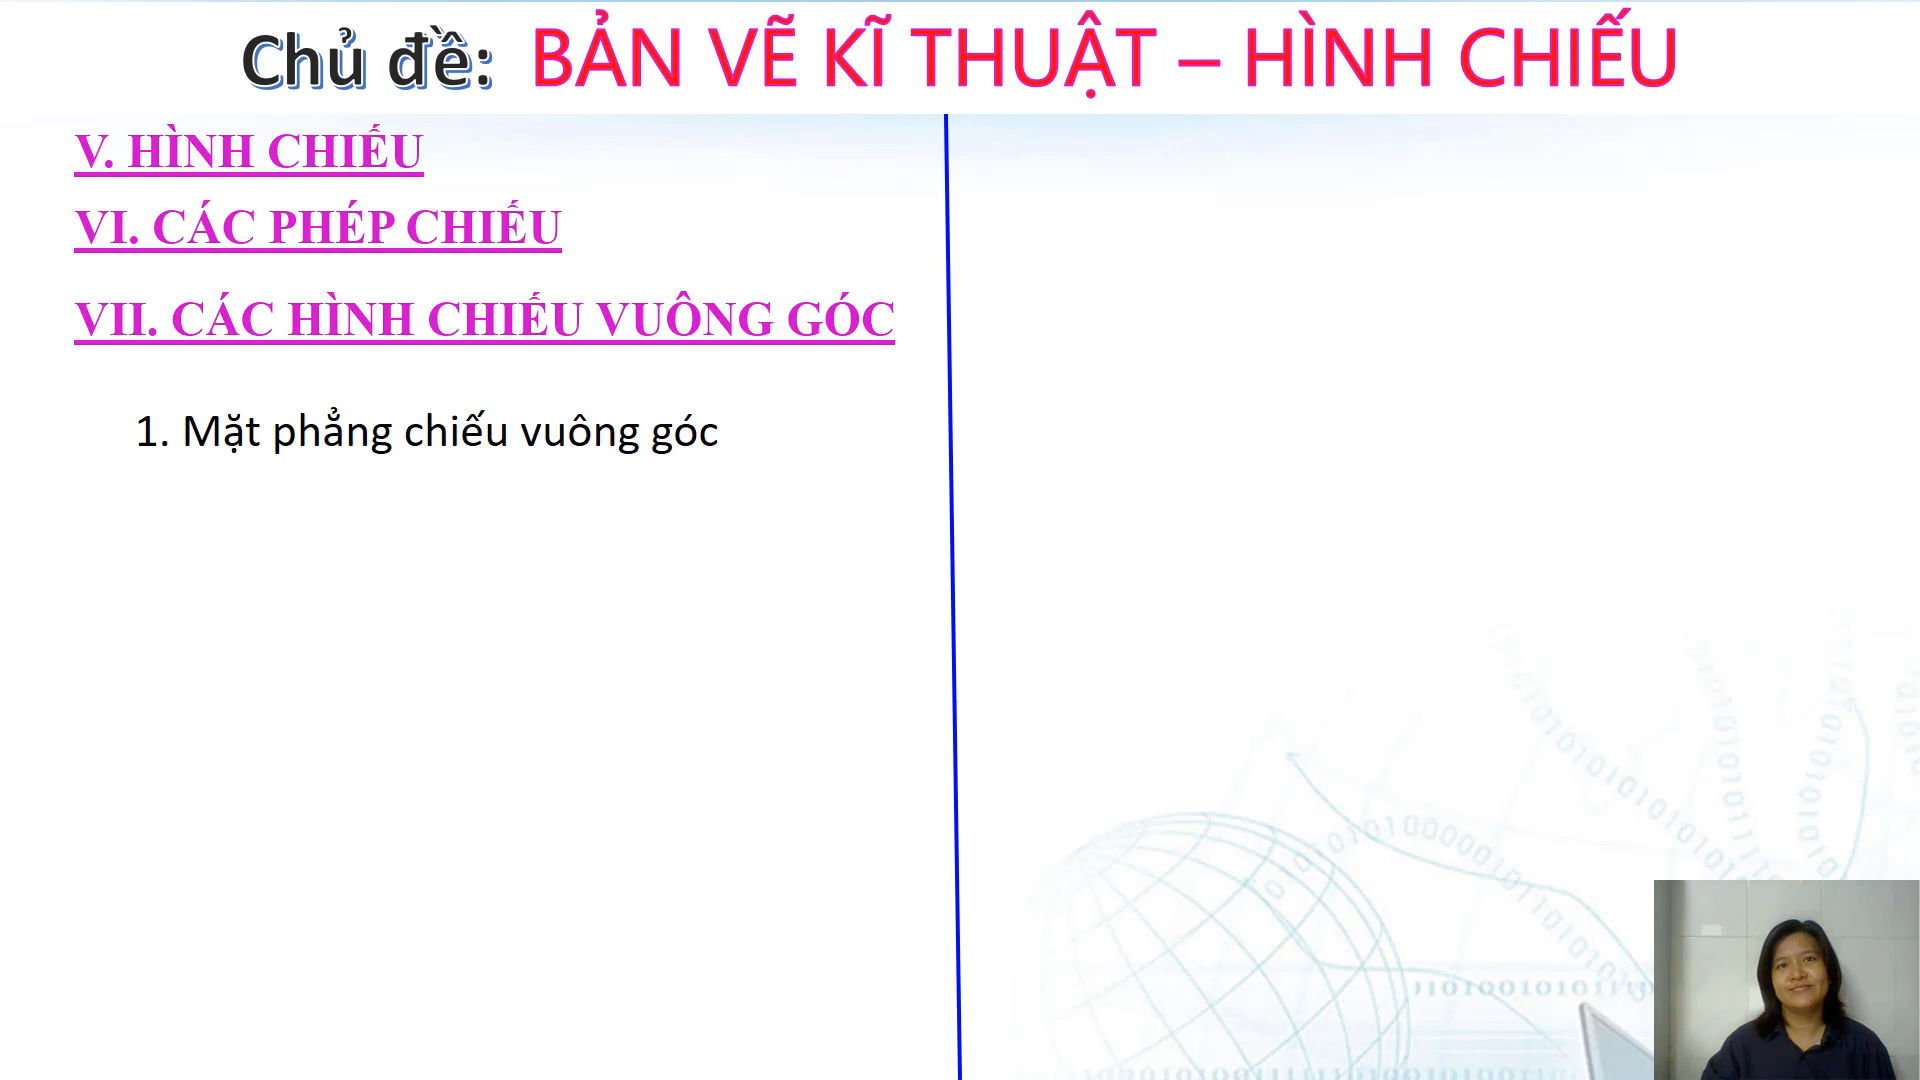 Chủ đề: BẢN VẼ KĨ THUẬT – HÌNH CHIẾU
V. HÌNH CHIẾU
VI. CÁC PHÉP CHIẾU
VII. CÁC HÌNH CHIẾU VUÔNG GÓC
1. Mặt phẳng chiếu vuông góc